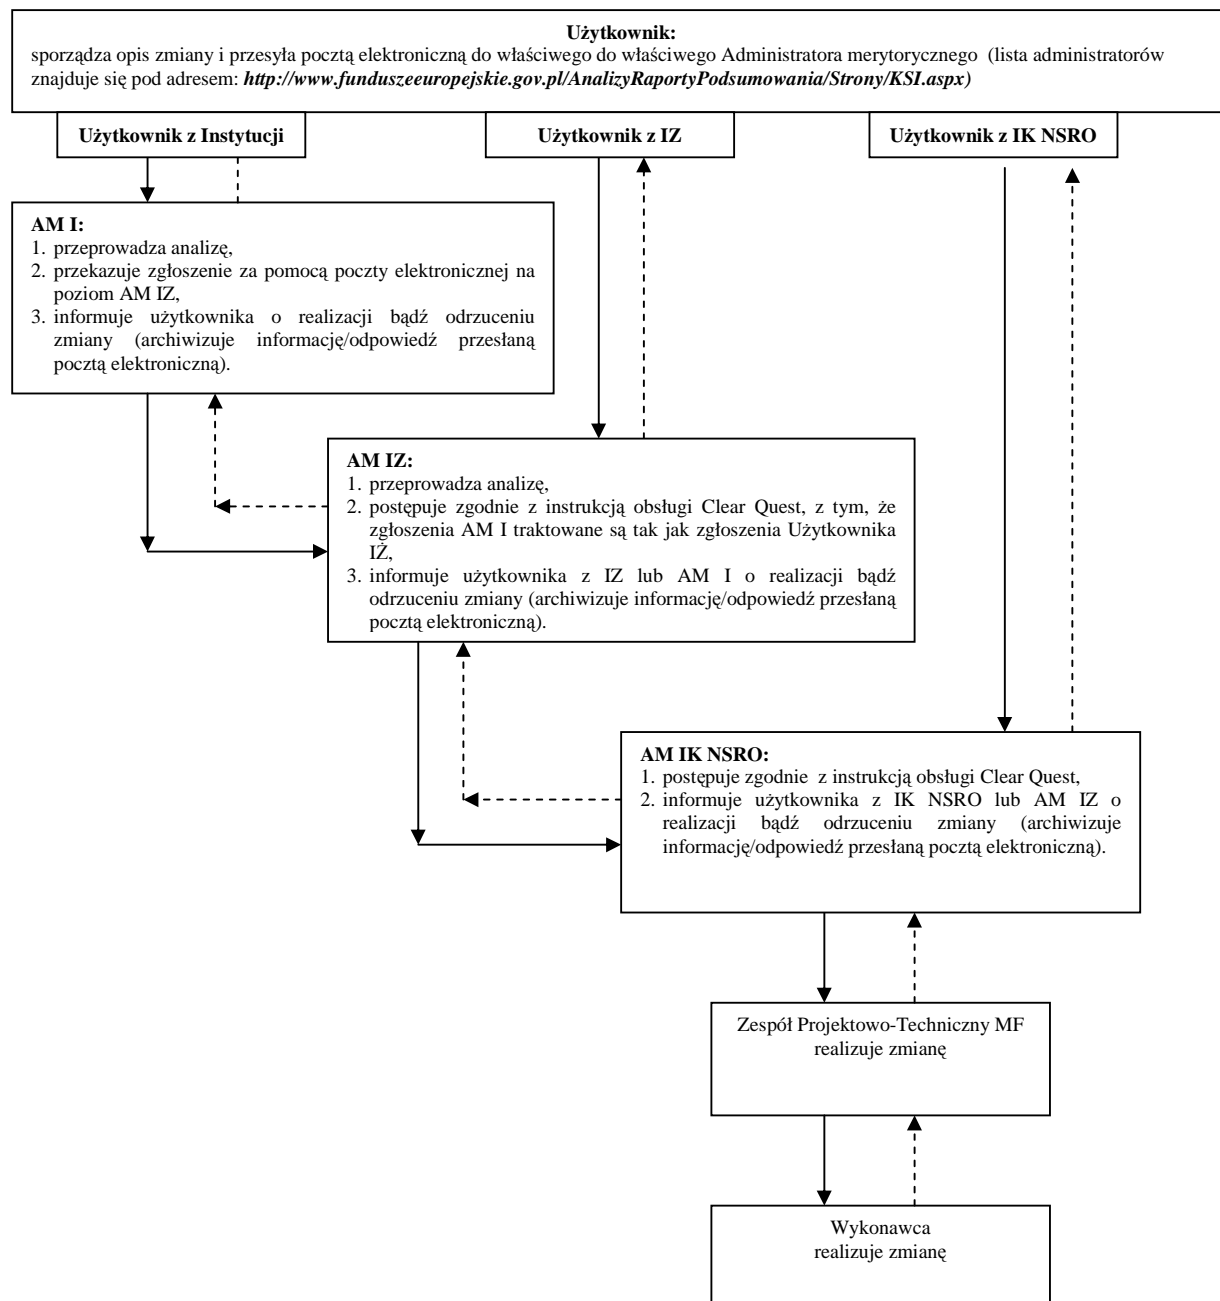 Użytkownik:
sporządza opis zmiany i przesyła pocztą elektroniczną do właściwego do właściwego Administratora merytorycznego (lista administratorów
znajduje się pod adresem: http://www.funduszeeuropejskie.gov.pl/AnalizyRaportyPodsumowania/Strony/KSI.aspx)
Użytkownik z Instytucji
Użytkownik z IZ
Użytkownik z IK NSRO
AM I:
1. przeprowadza analizę,
2. przekazuje zgłoszenie za pomocą poczty elektronicznej na
poziom AM IZ,
3. informuje użytkownika o realizacji bądź odrzuceniu
zmiany (archiwizuje informację/odpowiedź przesłaną
pocztą elektroniczną).
AM IZ:
1. przeprowadza analizę,
2. postępuje zgodnie z instrukcją obsługi Clear Quest, z tym, że
zgłoszenia AM I traktowane są tak jak zgłoszenia Użytkownika
IŻ,
3. informuje użytkownika z IZ lub AM I o realizacji bądź
odrzuceniu zmiany (archiwizuje informację/odpowiedź przesłaną
pocztą elektroniczną).
AM IK NSRO:
1. postępuje zgodnie z instrukcją obsługi Clear Quest,
2. informuje użytkownika z IK NSRO lub AM IZ o
realizacji bądź odrzuceniu zmiany (archiwizuje
informację/odpowiedź przesłaną pocztą elektroniczną).
Zespół Projektowo-Techniczny MF
realizuje zmianę
Wykonawca
realizuje zmianę